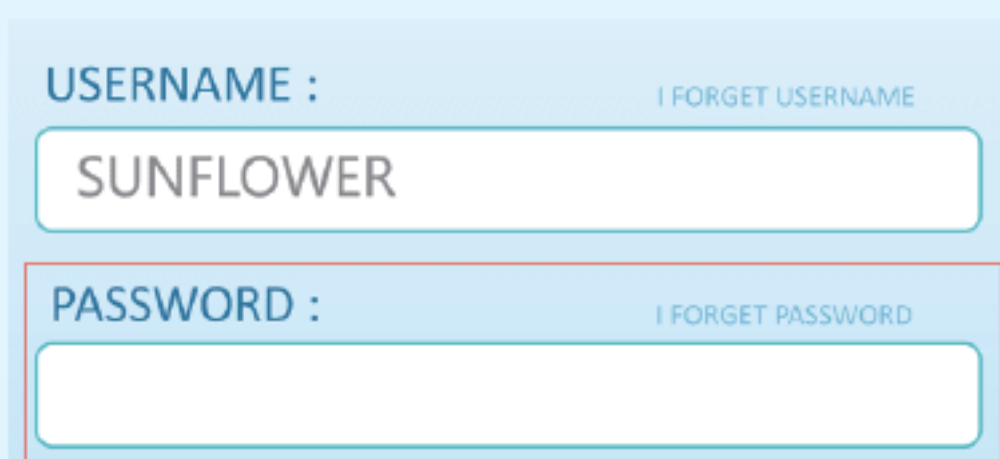 USERNAME :
I FORGET USERNAME
SUNFLOWER
PASSWORD :
I FORGET PASSWORD